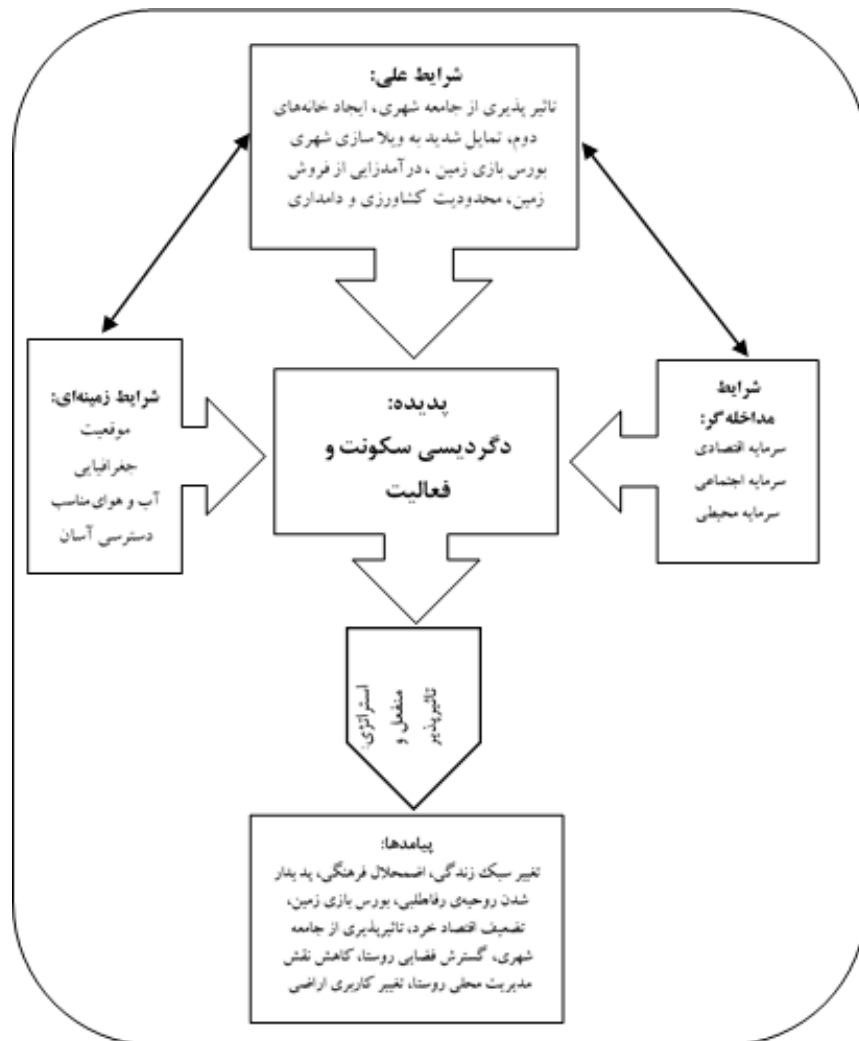 شرایط علی:
تاثیر پذیری از جامعه شهری، ایجاد خانه‌های
دوم، تمایل شدید به ویلا سازی شهری
بورس بازی زمین ، درآمدزایی از فروش
زمین، محدودیت کشاورزی و دامداری
شرایط
مداخله‌گر:
سرمایه اقتصادی
سرمایه اجتماعی
سرمایه محیطی
پدیده:
دگردیسی سکونت و
فعالیت
شرایط زمینه‌ای:
موقعیت
جغرافیایی
آب و هوای مناسب
دسترسی آسان
استراتژی:
منفعل و
تاثیرپذیر
پیامدها:
تغییر سبک زندگی، اضمحلال فرهنگی، پدیدار
شدن روحیه‌ی رفاطلبی، بورس بازی زمین،
تضعیف اقتصاد خرد، تاثیرپذیری از جامعه
شهری، گسترش فضایی روستا، کاهش نقش
مدیریت محلی روستا، تغییر کاربری اراضی